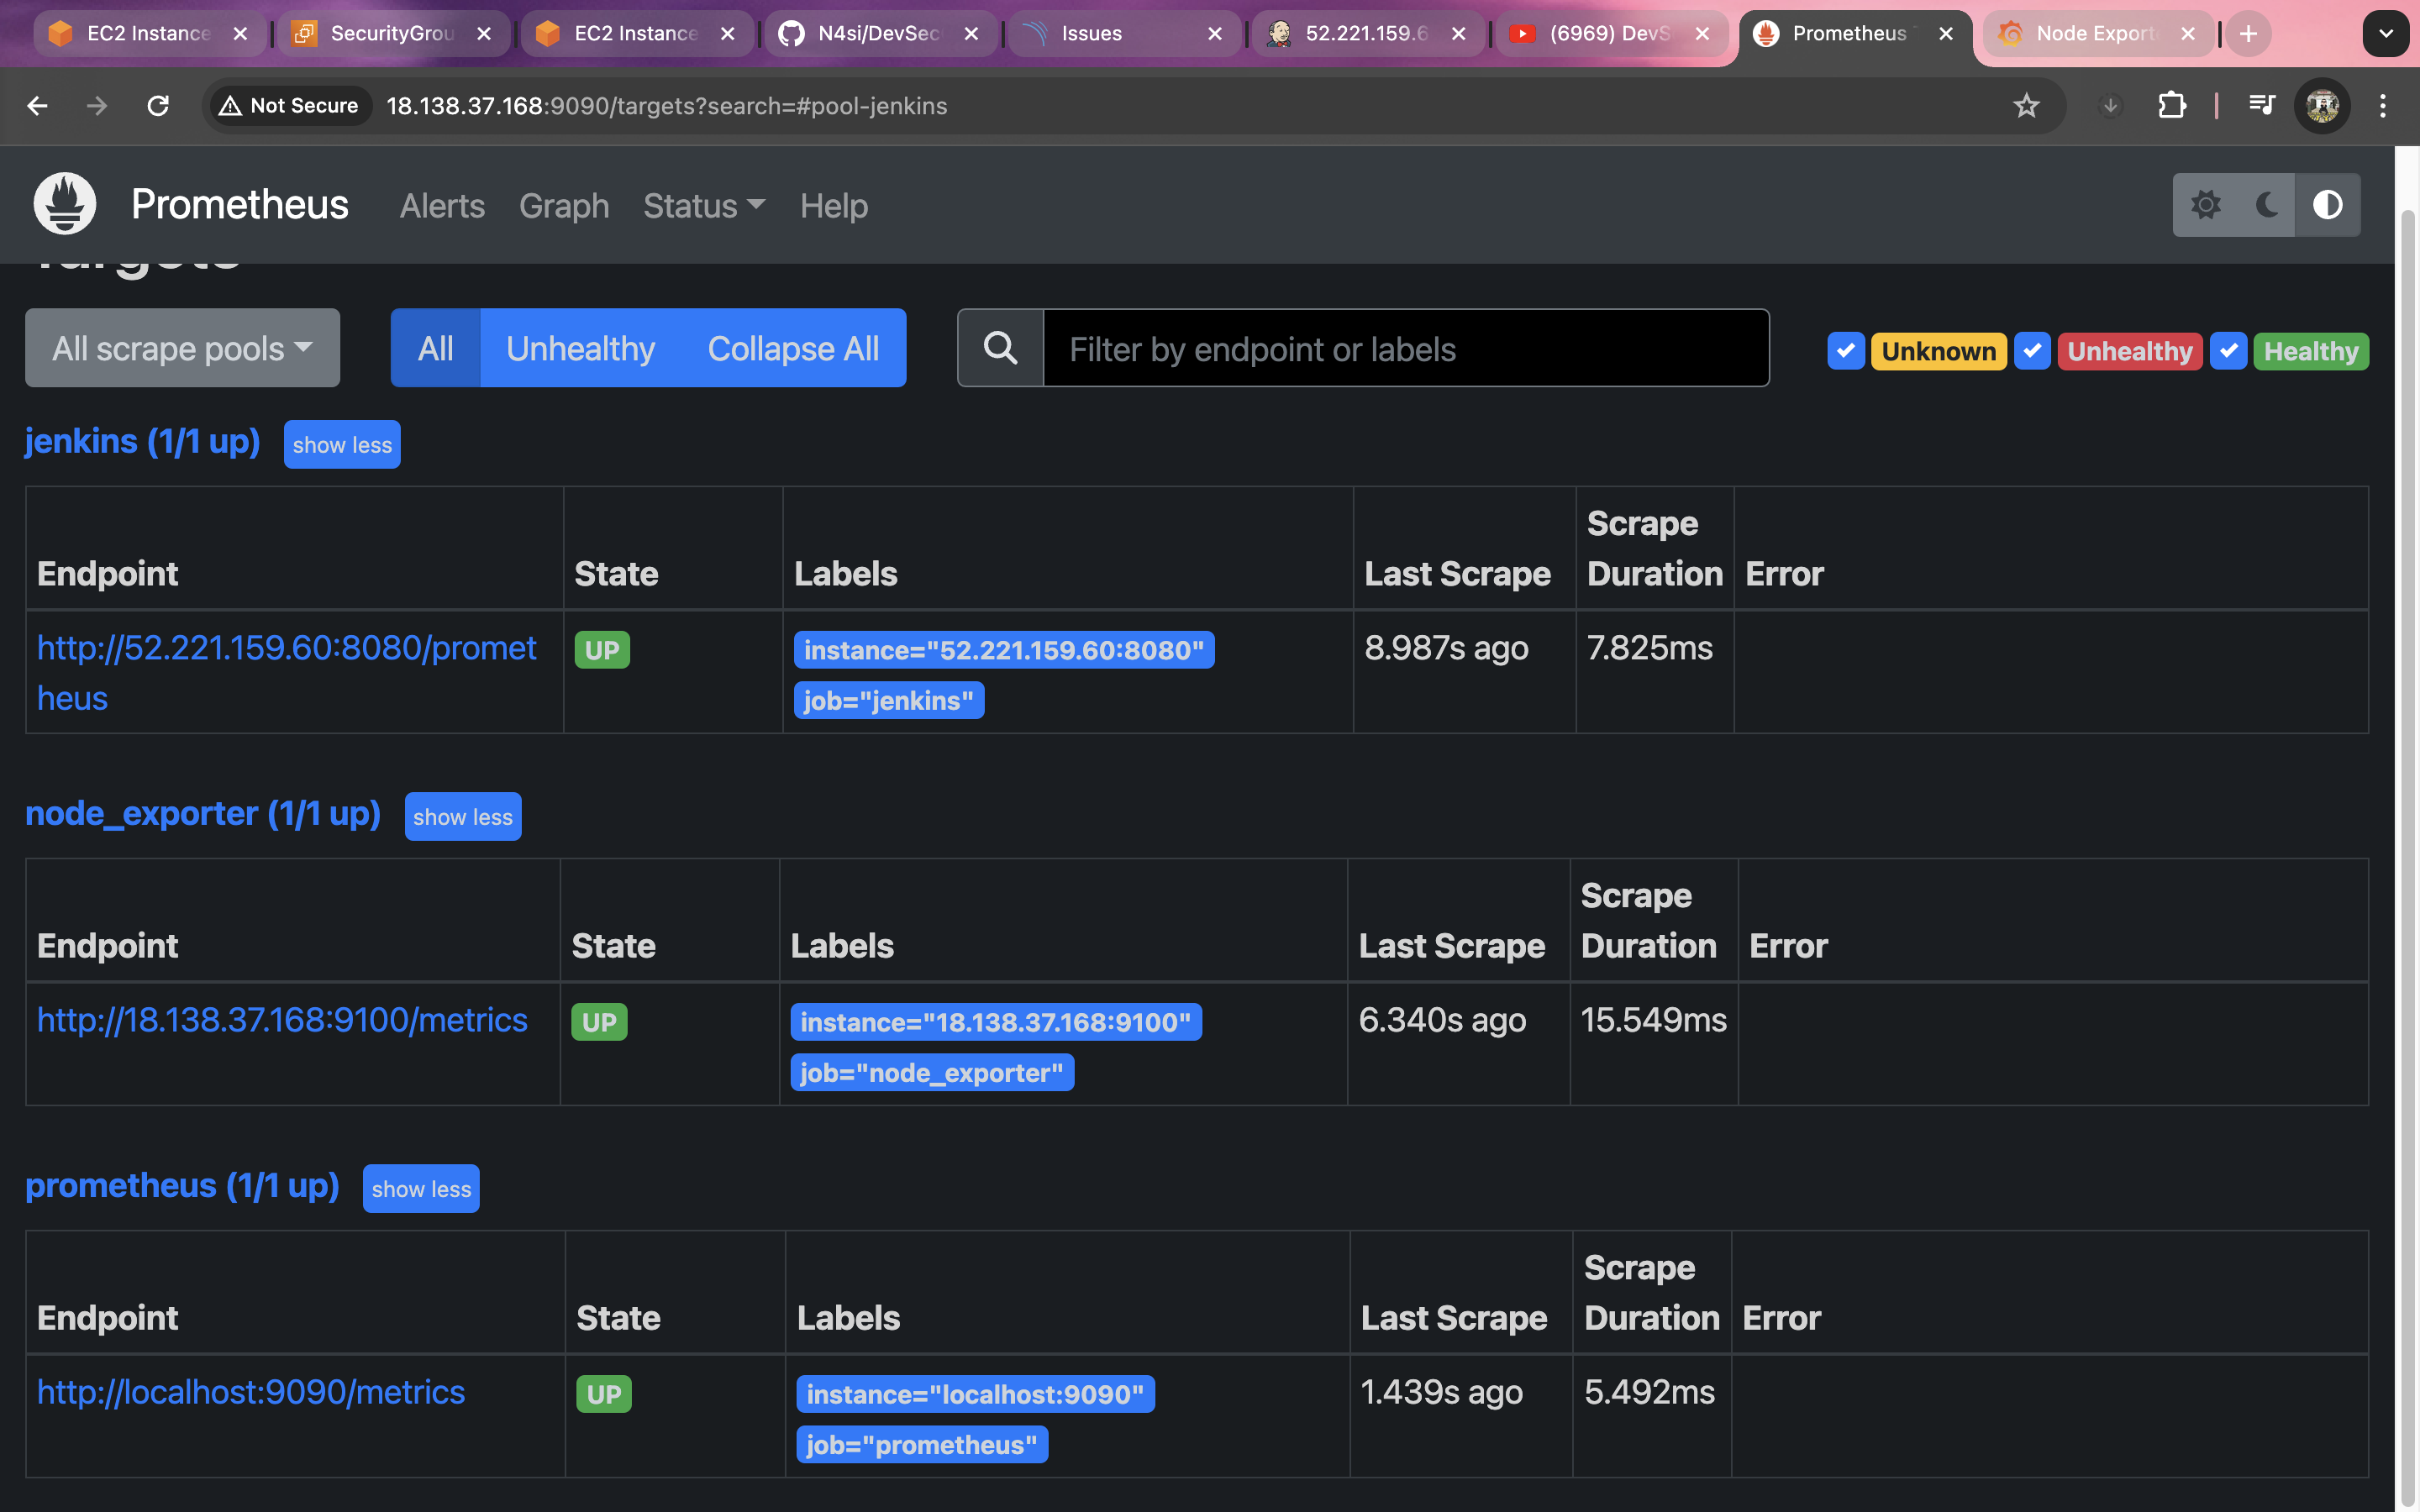 EC2 Instance
SecurityGrou
EC2 Instance
N4si/DevSec
Issues
52.221.159.6
(6969) DevS
Prometheus
Node Export
Not Secure
18.138.37.168:9090/targets?search=#pool-jenkins
Prometheus
Alerts
Graph
Status
Help
Targets
All scrape pools
All
Unhealthy
Collapse All
Filter by endpoint or labels
Unknown
Unhealthy
Healthy
jenkins (1/1 up)
show less
Endpoint
State
Labels
Last Scrape
Scrape
Duration
Error
http://52.221.159.60:8080/promet
heus
UP
instance="52.221.159.60:8080"
job="jenkins"
8.987s ago
7.825ms
node_exporter (1/1 up)
show less
Endpoint
State
Labels
Last Scrape
Scrape
Duration
Error
http://18.138.37.168:9100/metrics
UP
instance="18.138.37.168:9100"
job="node_exporter"
6.340s ago
15.549ms
prometheus (1/1 up)
show less
Endpoint
State
Labels
Last Scrape
Scrape
Duration
Error
http://localhost:9090/metrics
UP
instance="localhost:9090"
job="prometheus"
1.439s ago
5.492ms